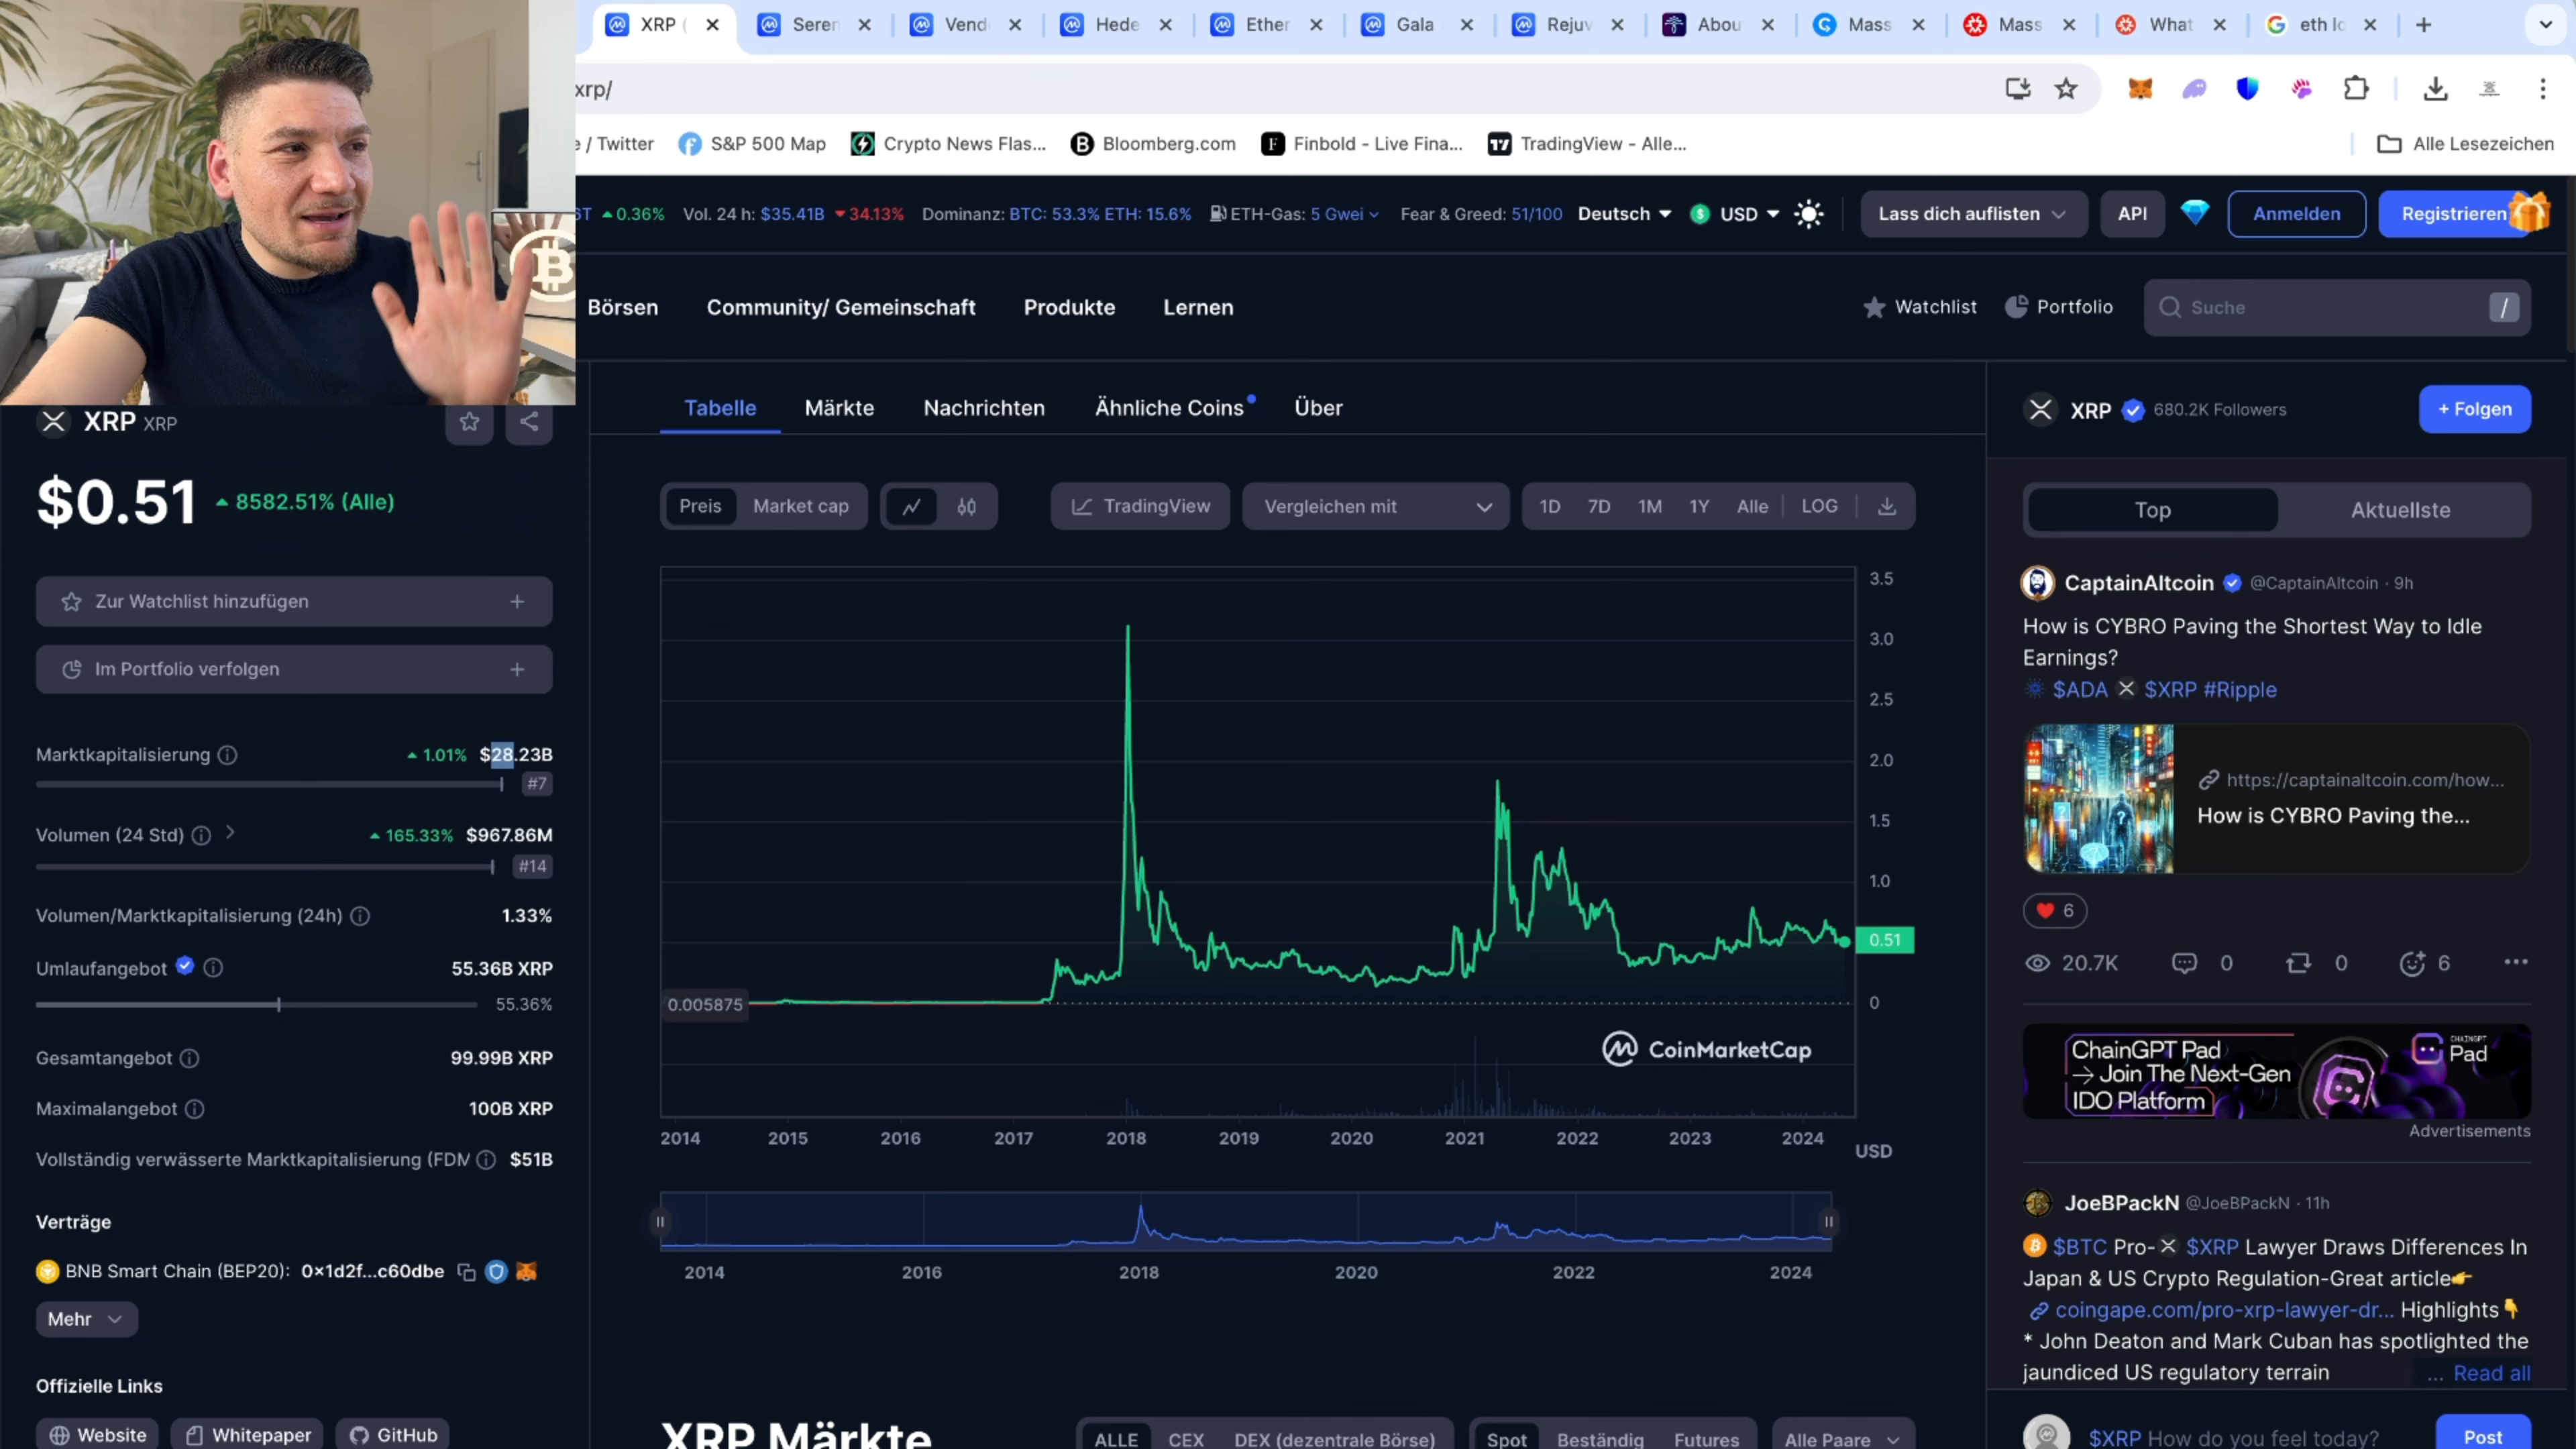 XRP (
Seren
Vend
Hede
Ether
Gala
Rejuv
Abou
Mass
Mass
What
eth lo
xrp/
e / Twitter
S&P 500 Map
Crypto News Flas...
Bloomberg.com
Finbold - Live Fina...
TradingView - Alle...
Alle Lesezeichen
0.36%
Vol. 24 h: $35.41B 34.13%
Dominanz: BTC: 53.3% ETH: 15.6%
ETH-Gas: 5 Gwei
Fear & Greed: 51/100
Deutsch
USD
Lass dich auflisten
API
Anmelden
Registrieren
Börsen
Community/ Gemeinschaft
Produkte
Lernen
Watchlist
Portfolio
Suche
/
XRP XRP
$0.51 8582.51% (Alle)
Zur Watchlist hinzufügen +
Im Portfolio verfolgen +
Marktkapitalisierung 1.01% $28.23B
#7
Volumen (24 Std) 165.33% $967.86M
#14
Volumen/Marktkapitalisierung (24h) 1.33%
Umlaufangebot 55.36B XRP
55.36%
Gesamtangebot 99.99B XRP
Maximalangebot 100B XRP
Vollständig verwässerte Marktkapitalisierung (FDM $51B
Verträge
BNB Smart Chain (BEP20): 0x1d2f...c60dbe
Mehr
Offizielle Links
Website
Whitepaper
GitHub
Tabelle
Märkte
Nachrichten
Ähnliche Coins
Über
Preis
Market cap
TradingView
Vergleichen mit
1D 7D 1M 1Y Alle LOG
3.5
3.0
2.5
2.0
1.5
1.0
0.51
0
0.005875
CoinMarketCap
2014 2015 2016 2017 2018 2019 2020 2021 2022 2023 2024
USD
2014 2016 2018 2020 2022 2024
XRP Märkte
ALLE CEX DEX (dezentrale Börse)
Spot Beständig Futures
Alle Paare
XRP 680.2K Followers
+ Folgen
Top
Aktuellste
CaptainAltcoin @CaptainAltcoin · 9h
How is CYBRO Paving the Shortest Way to Idle
Earnings?
$ADA $XRP #Ripple
https://captainaltcoin.com/how...
How is CYBRO Paving the...
6
20.7K 0 0 6
ChainGPT Pad
→ Join The Next-Gen
IDO Platform
CHAINGPT
Pad
Advertisements
JoeBPackN @JoeBPackN · 11h
$BTC Pro- $XRP Lawyer Draws Differences In
Japan & US Crypto Regulation-Great article
coingape.com/pro-xrp-lawyer-dr... Highlights
* John Deaton and Mark Cuban has spotlighted the
jaundiced US regulatory terrain ... Read all
$XRP How do you feel today?
Post